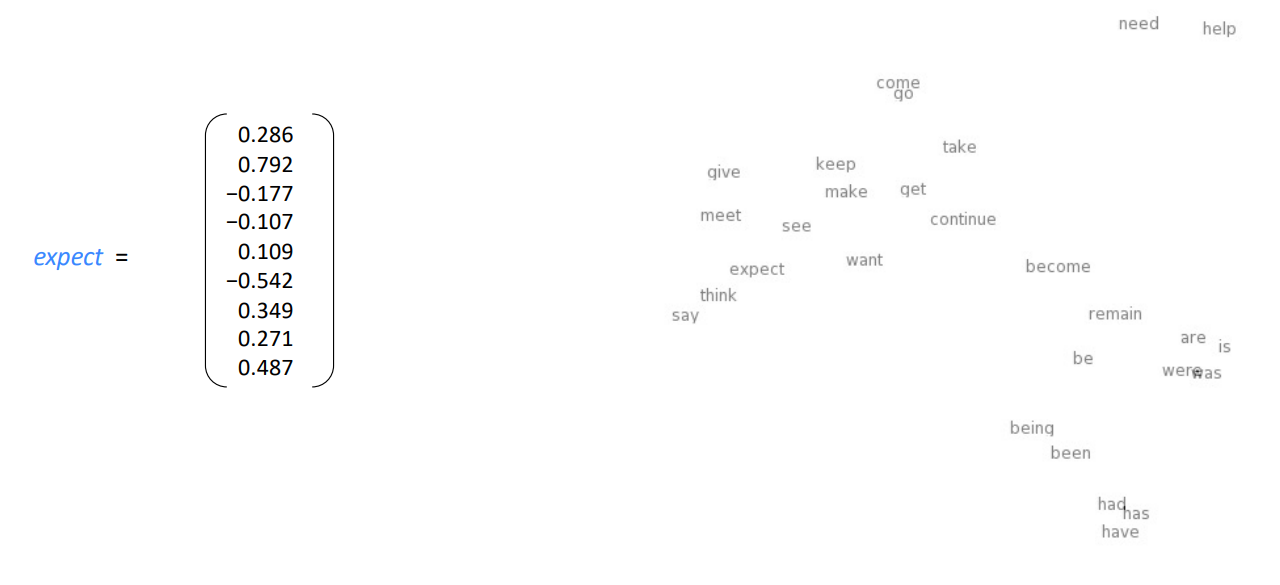 expect =
0.286
0.792
−0.177
−0.107
0.109
−0.542
0.349
0.271
0.487
need help
come
go
take
keep
give
make get
meet
see
continue
want
expect
become
think
say
remain
are
is
be
were
was
being
been
had
has
have